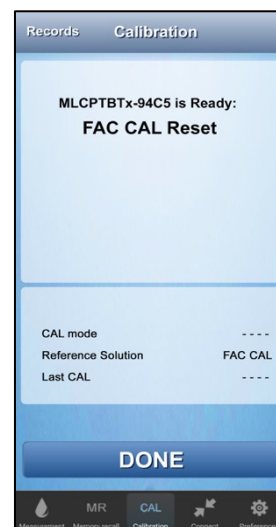 Records Calibration
MLCPTBTx-94C5 is Ready:
FAC CAL Reset
CAL mode - - - -
Reference Solution FAC CAL
Last CAL - - - -
DONE
MR CAL
Measurement Memory recall Calibration Connect Preference